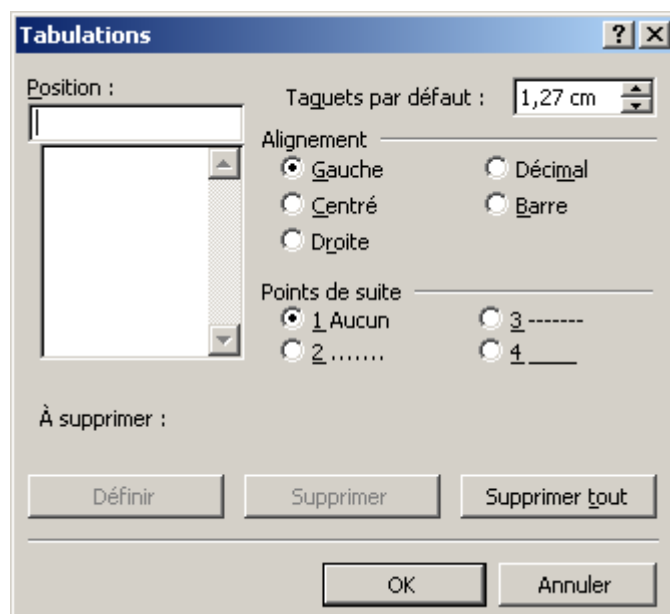 Tabulations
Position :
Taquets par défaut : 1,27 cm
Alignement
Gauche Décimal
Centré Barre
Droite
Points de suite
1 Aucun 3 -------
2 ....... 4 ____
À supprimer :
Définir Supprimer Supprimer tout
OK Annuler